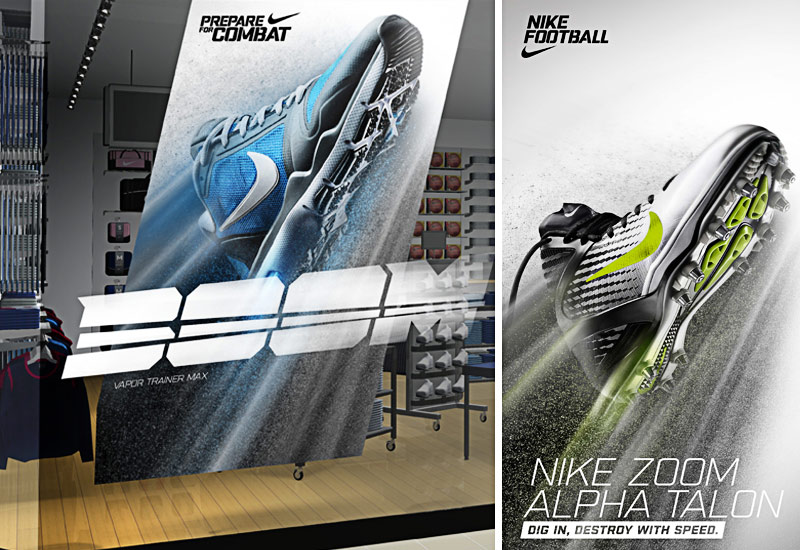 PREPARE
FOR COMBAT
ZOOM
VAPOR TRAINER MAX
NIKE
FOOTBALL
NIKE ZOOM
ALPHA TALON
DIG IN, DESTROY WITH SPEED.